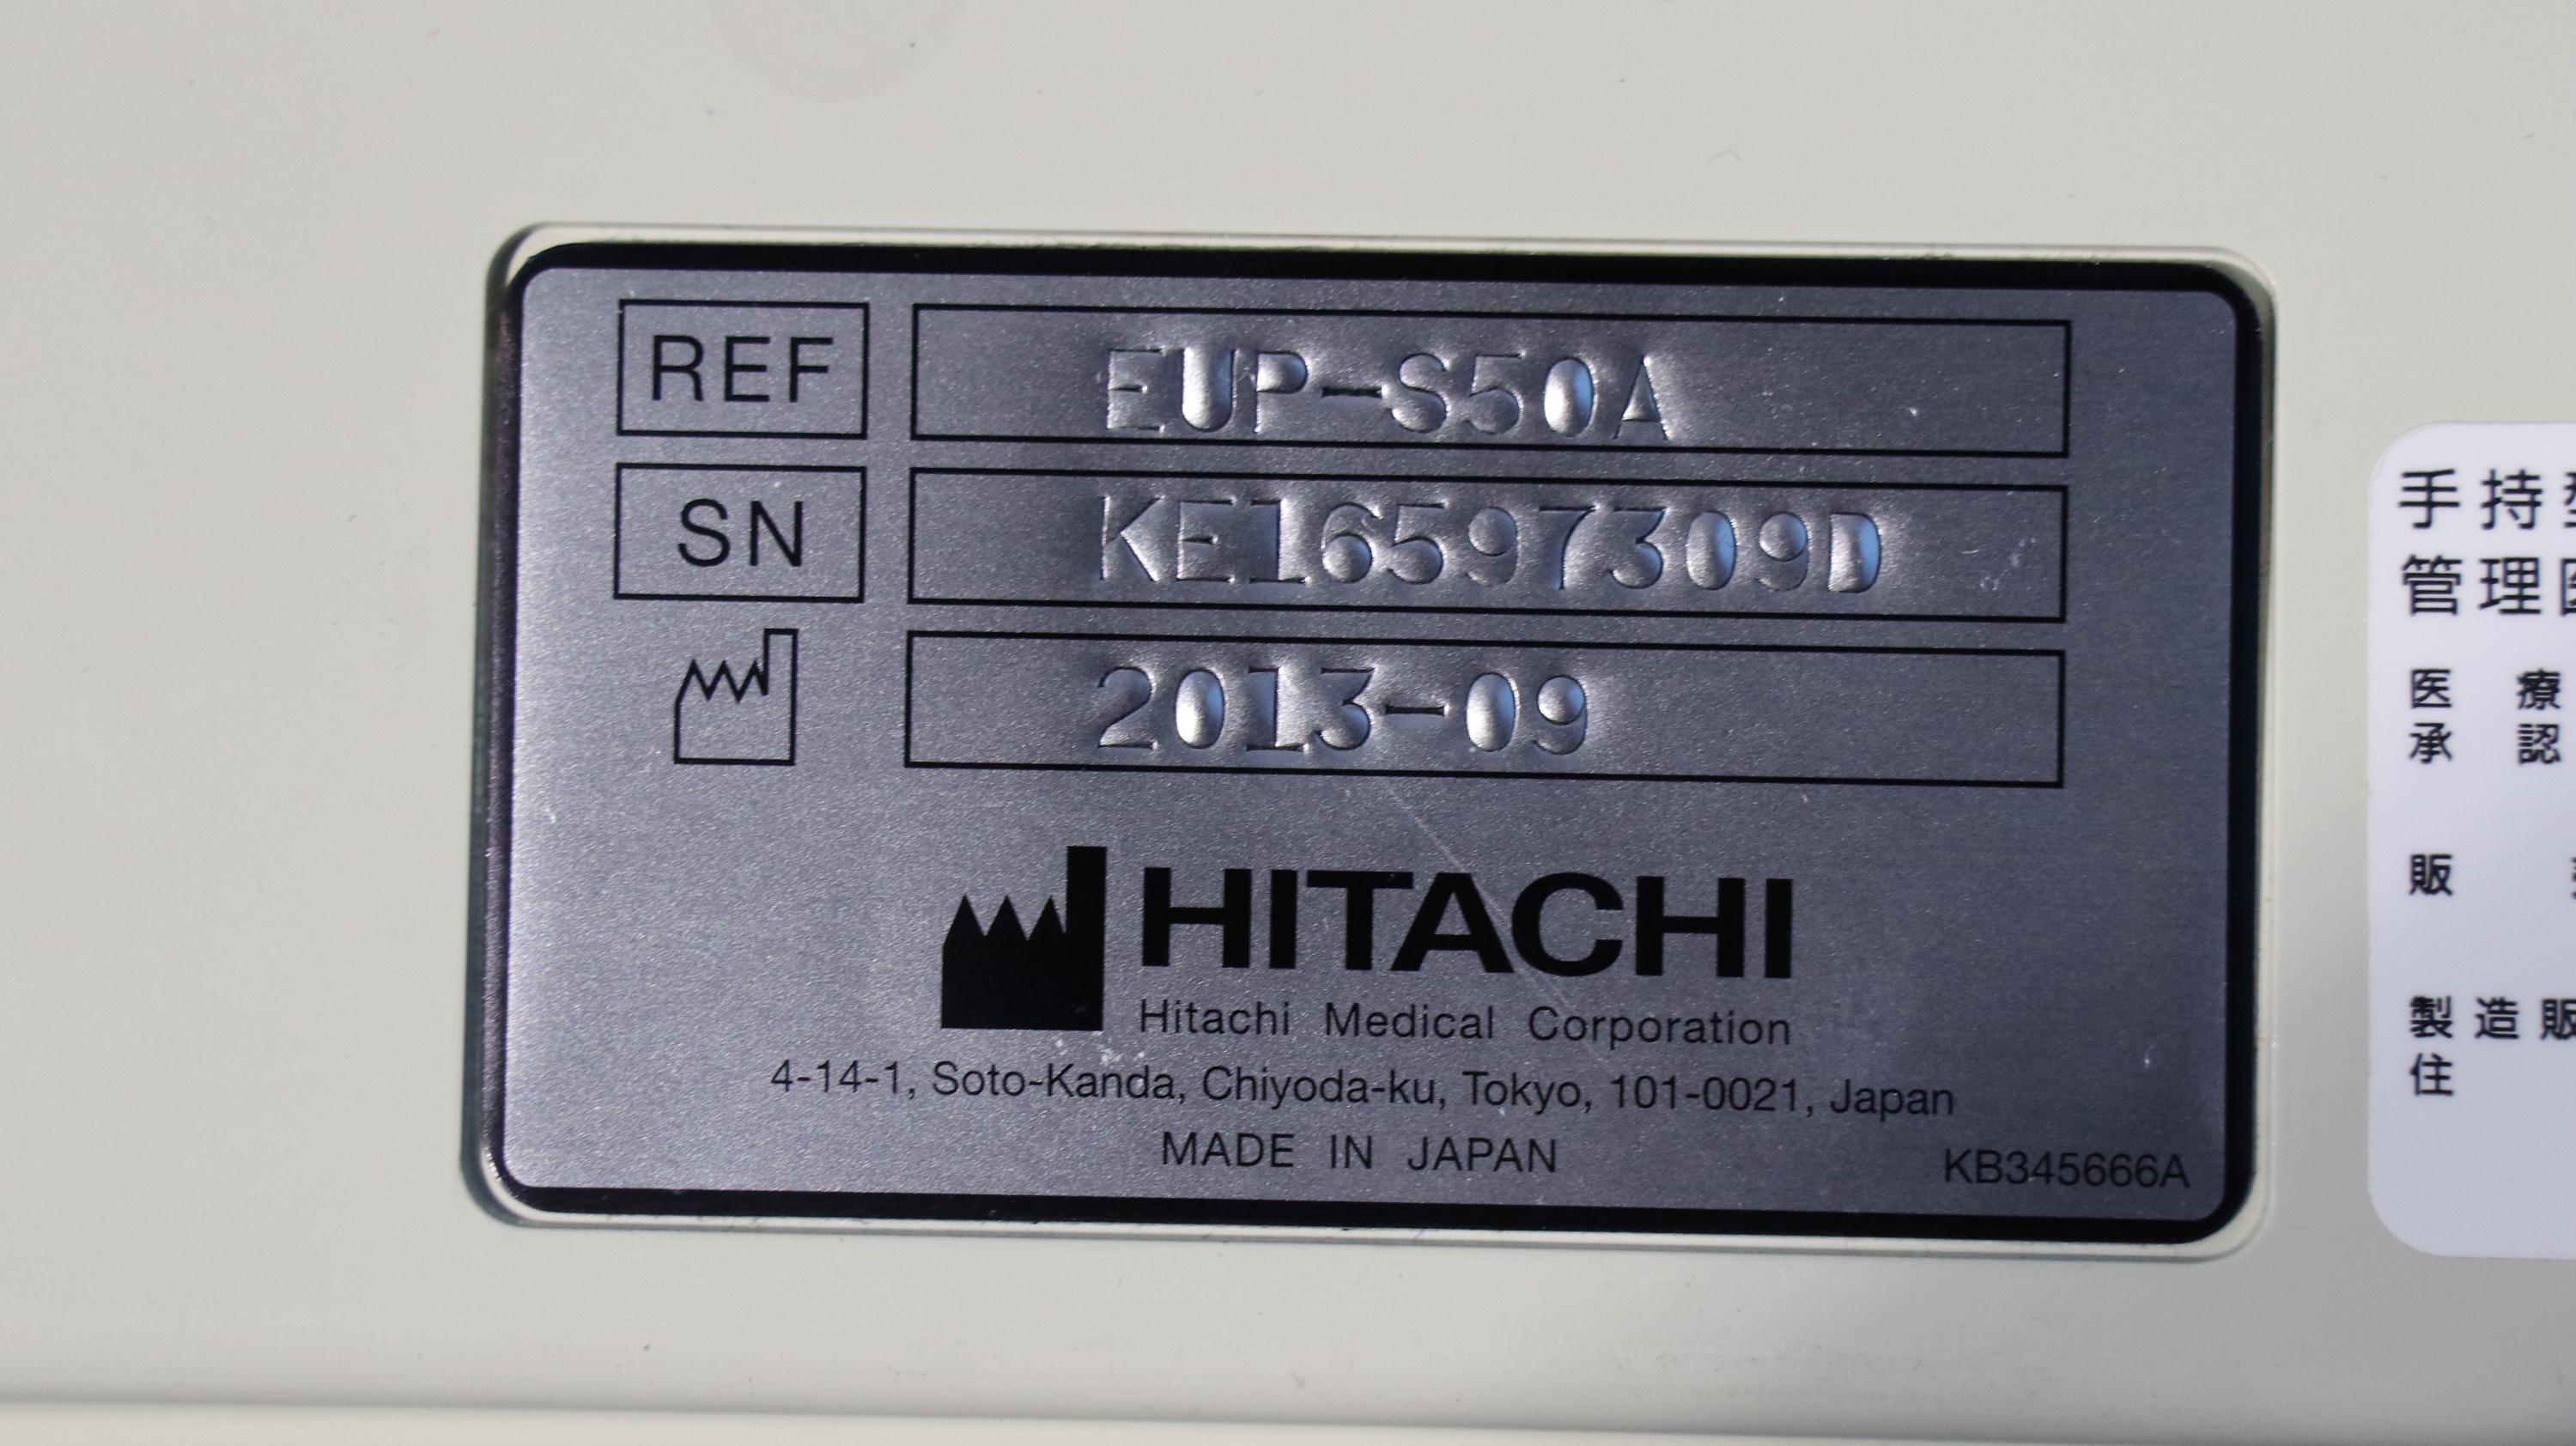 REF EUP-S50A
SN KE16597309D
2013-09
HITACHI
Hitachi Medical Corporation
4-14-1, Soto-Kanda, Chiyoda-ku, Tokyo, 101-0021, Japan
MADE IN JAPAN
KB345666A
手持型
管理医
医療
承認
販
製造販
住